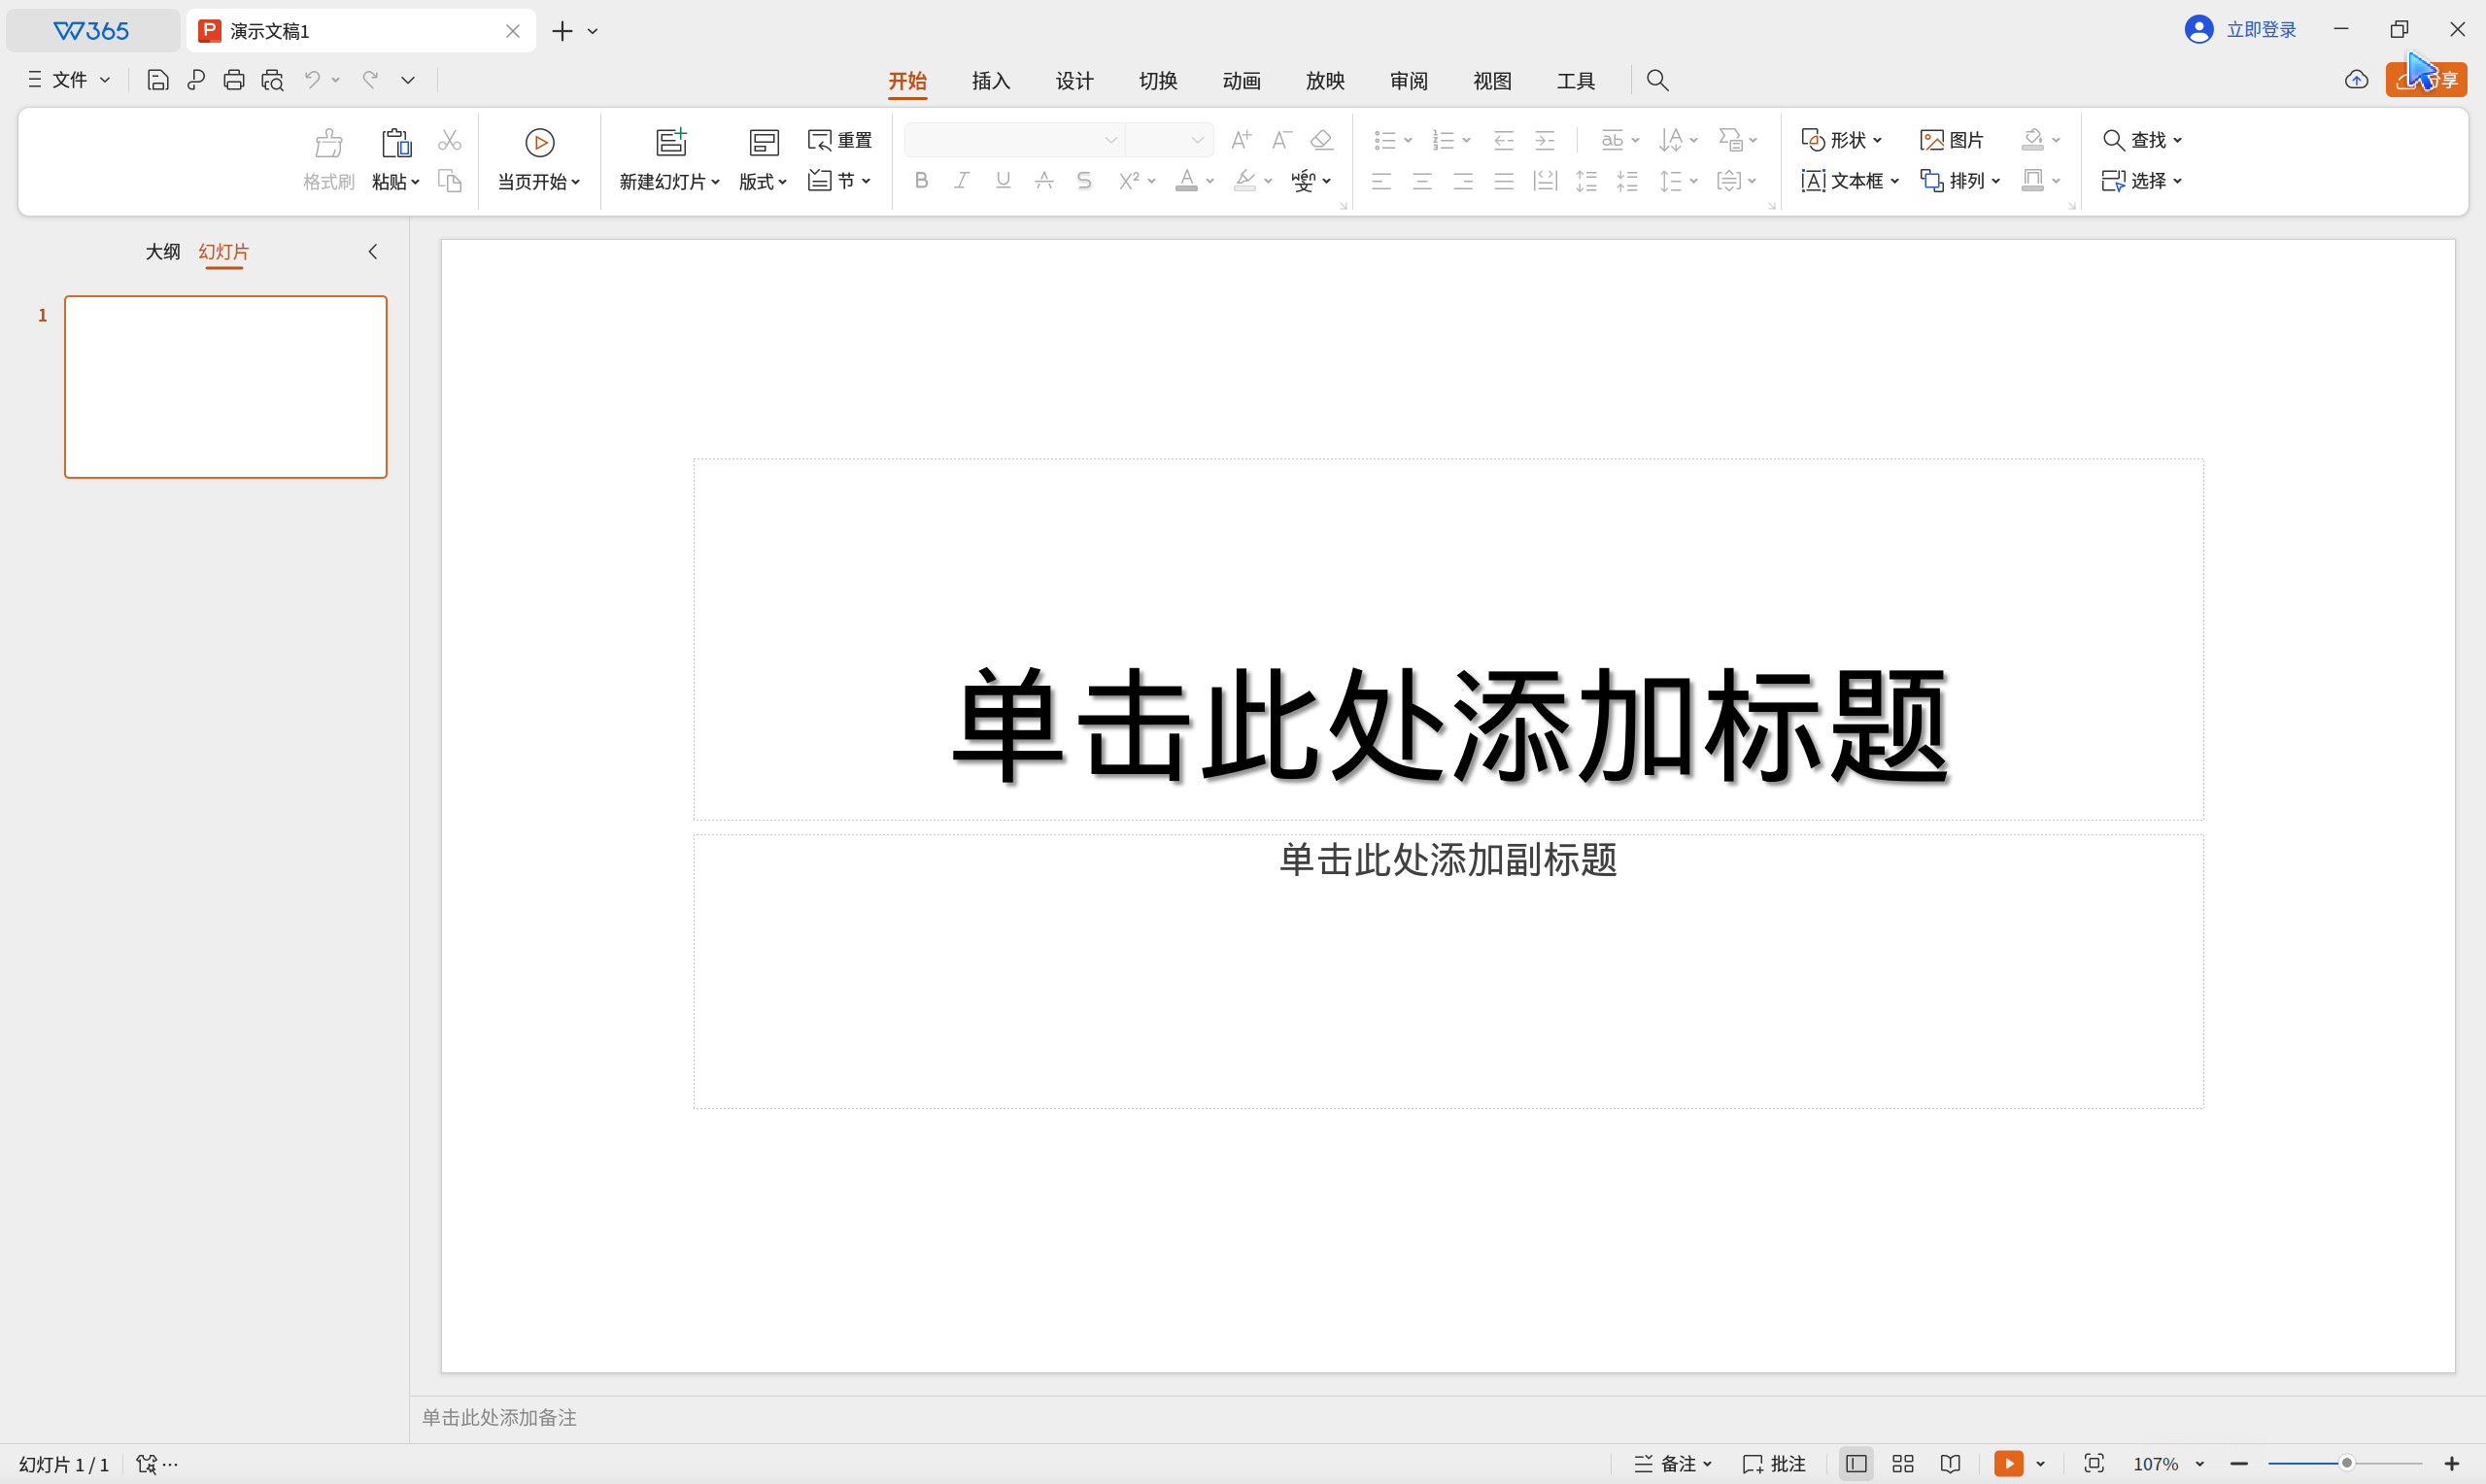 365
演示文稿1
立即登录
文件
开始 插入 设计 切换 动画 放映 审阅 视图 工具
享
格式刷 粘贴 当页开始 新建幻灯片 版式 重置 节
形状 图片 查找
文本框 排列 选择
大纲 幻灯片
1
单击此处添加标题
单击此处添加副标题
单击此处添加备注
幻灯片 1 / 1
备注 批注 107%